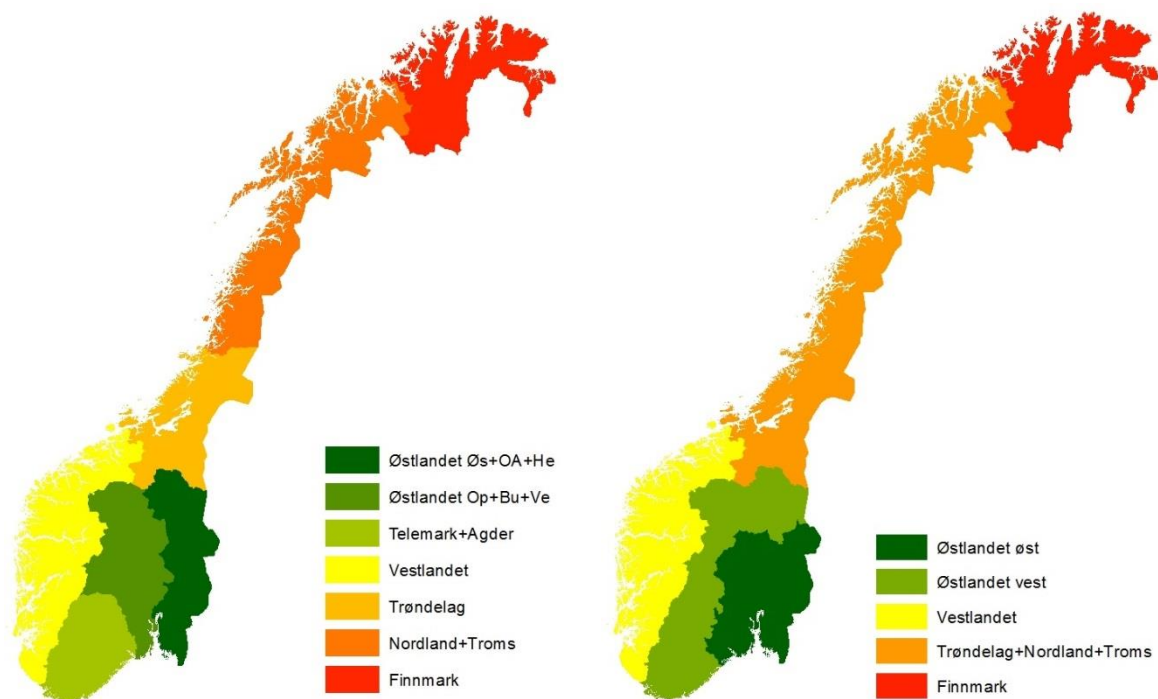 Østlandet Øs+OA+He
Østlandet Op+Bu+Ve
Telemark+Agder
Vestlandet
Trøndelag
Nordland+Troms
Finnmark
Østlandet øst
Østlandet vest
Vestlandet
Trøndelag+Nordland+Troms
Finnmark